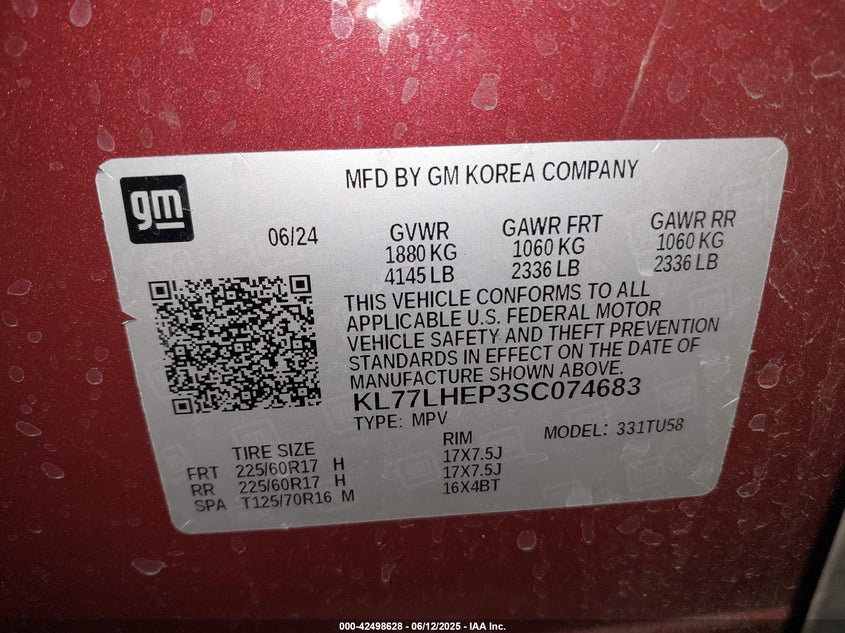 gm
MFD BY GM KOREA COMPANY
06/24
GVWR GAWR FRT GAWR RR
1880 KG 1060 KG 1060 KG
4145 LB 2336 LB 2336 LB
THIS VEHICLE CONFORMS TO ALL
APPLICABLE U.S. FEDERAL MOTOR
VEHICLE SAFETY AND THEFT PREVENTION
STANDARDS IN EFFECT ON THE DATE OF
MANUFACTURE SHOWN ABOVE.
KL77LHEP3SC074683
TYPE: MPV MODEL: 331TU58
TIRE SIZE RIM
FRT 225/60R17 H 17X7.5J
RR 225/60R17 H 17X7.5J
SPA T125/70R16 M 16X4BT
000-42498628 - 06/12/2025 - IAA Inc.